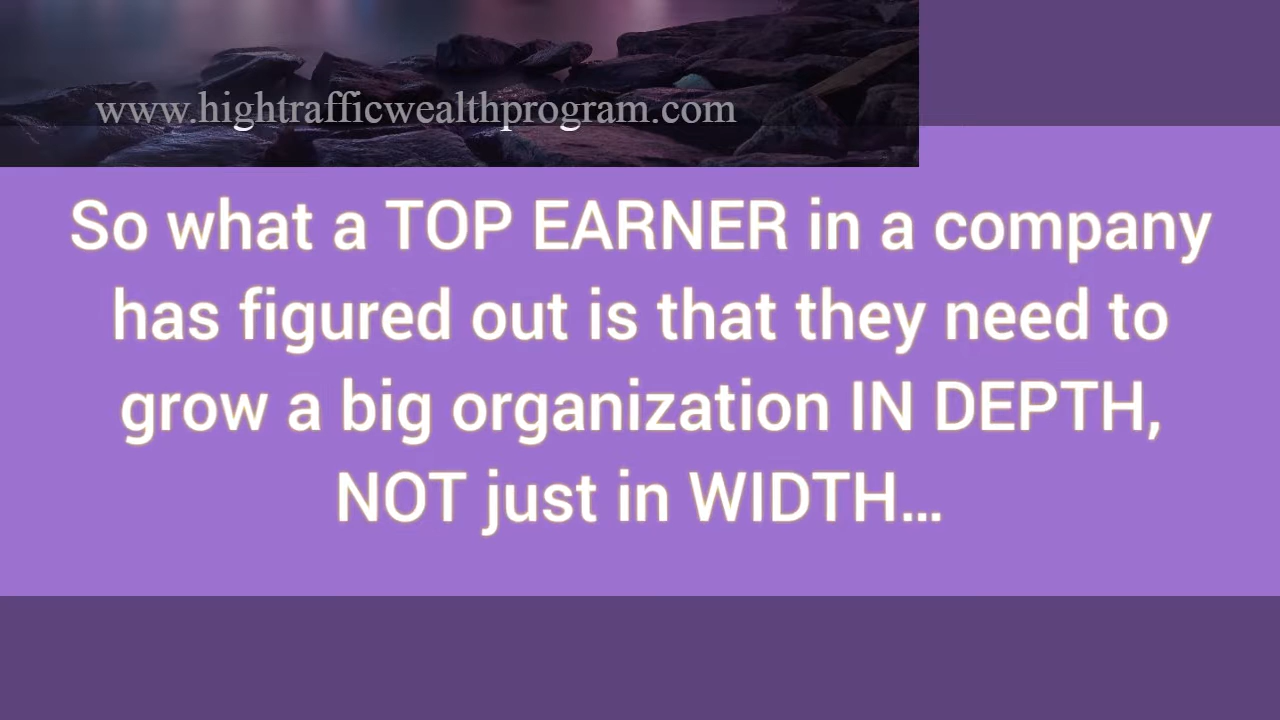 www.hightrafficwealthprogram.com
So what a TOP EARNER in a company
has figured out is that they need to
grow a big organization IN DEPTH,
NOT just in WIDTH...